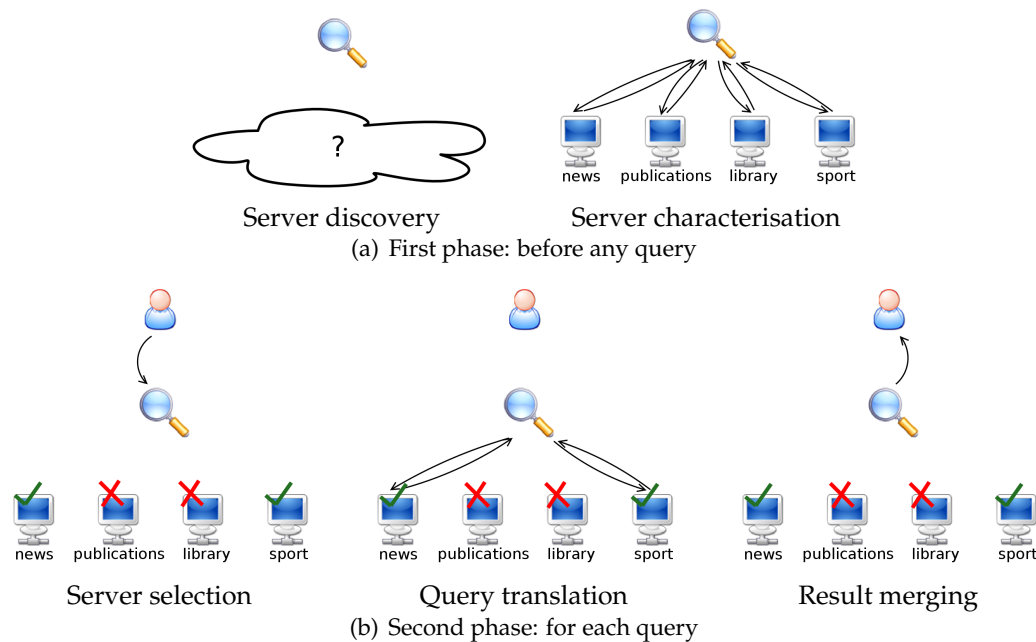 ?
news publications library sport
Server discovery Server characterisation
(a) First phase: before any query
news publications library sport news publications library sport news publications library sport
Server selection Query translation Result merging
(b) Second phase: for each query